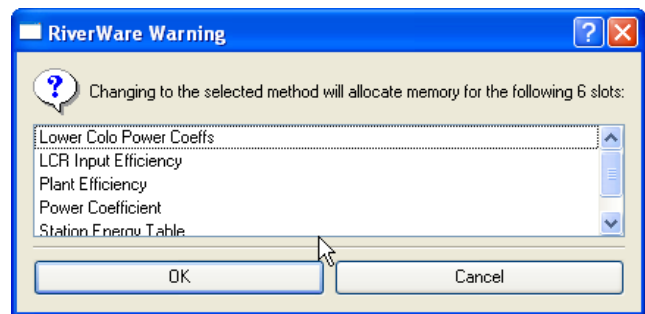 RiverWare Warning
Changing to the selected method will allocate memory for the following 6 slots:
Lower Colo Power Coeffs
LCR Input Efficiency
Plant Efficiency
Power Coefficient
Station Energy Table
OK
Cancel